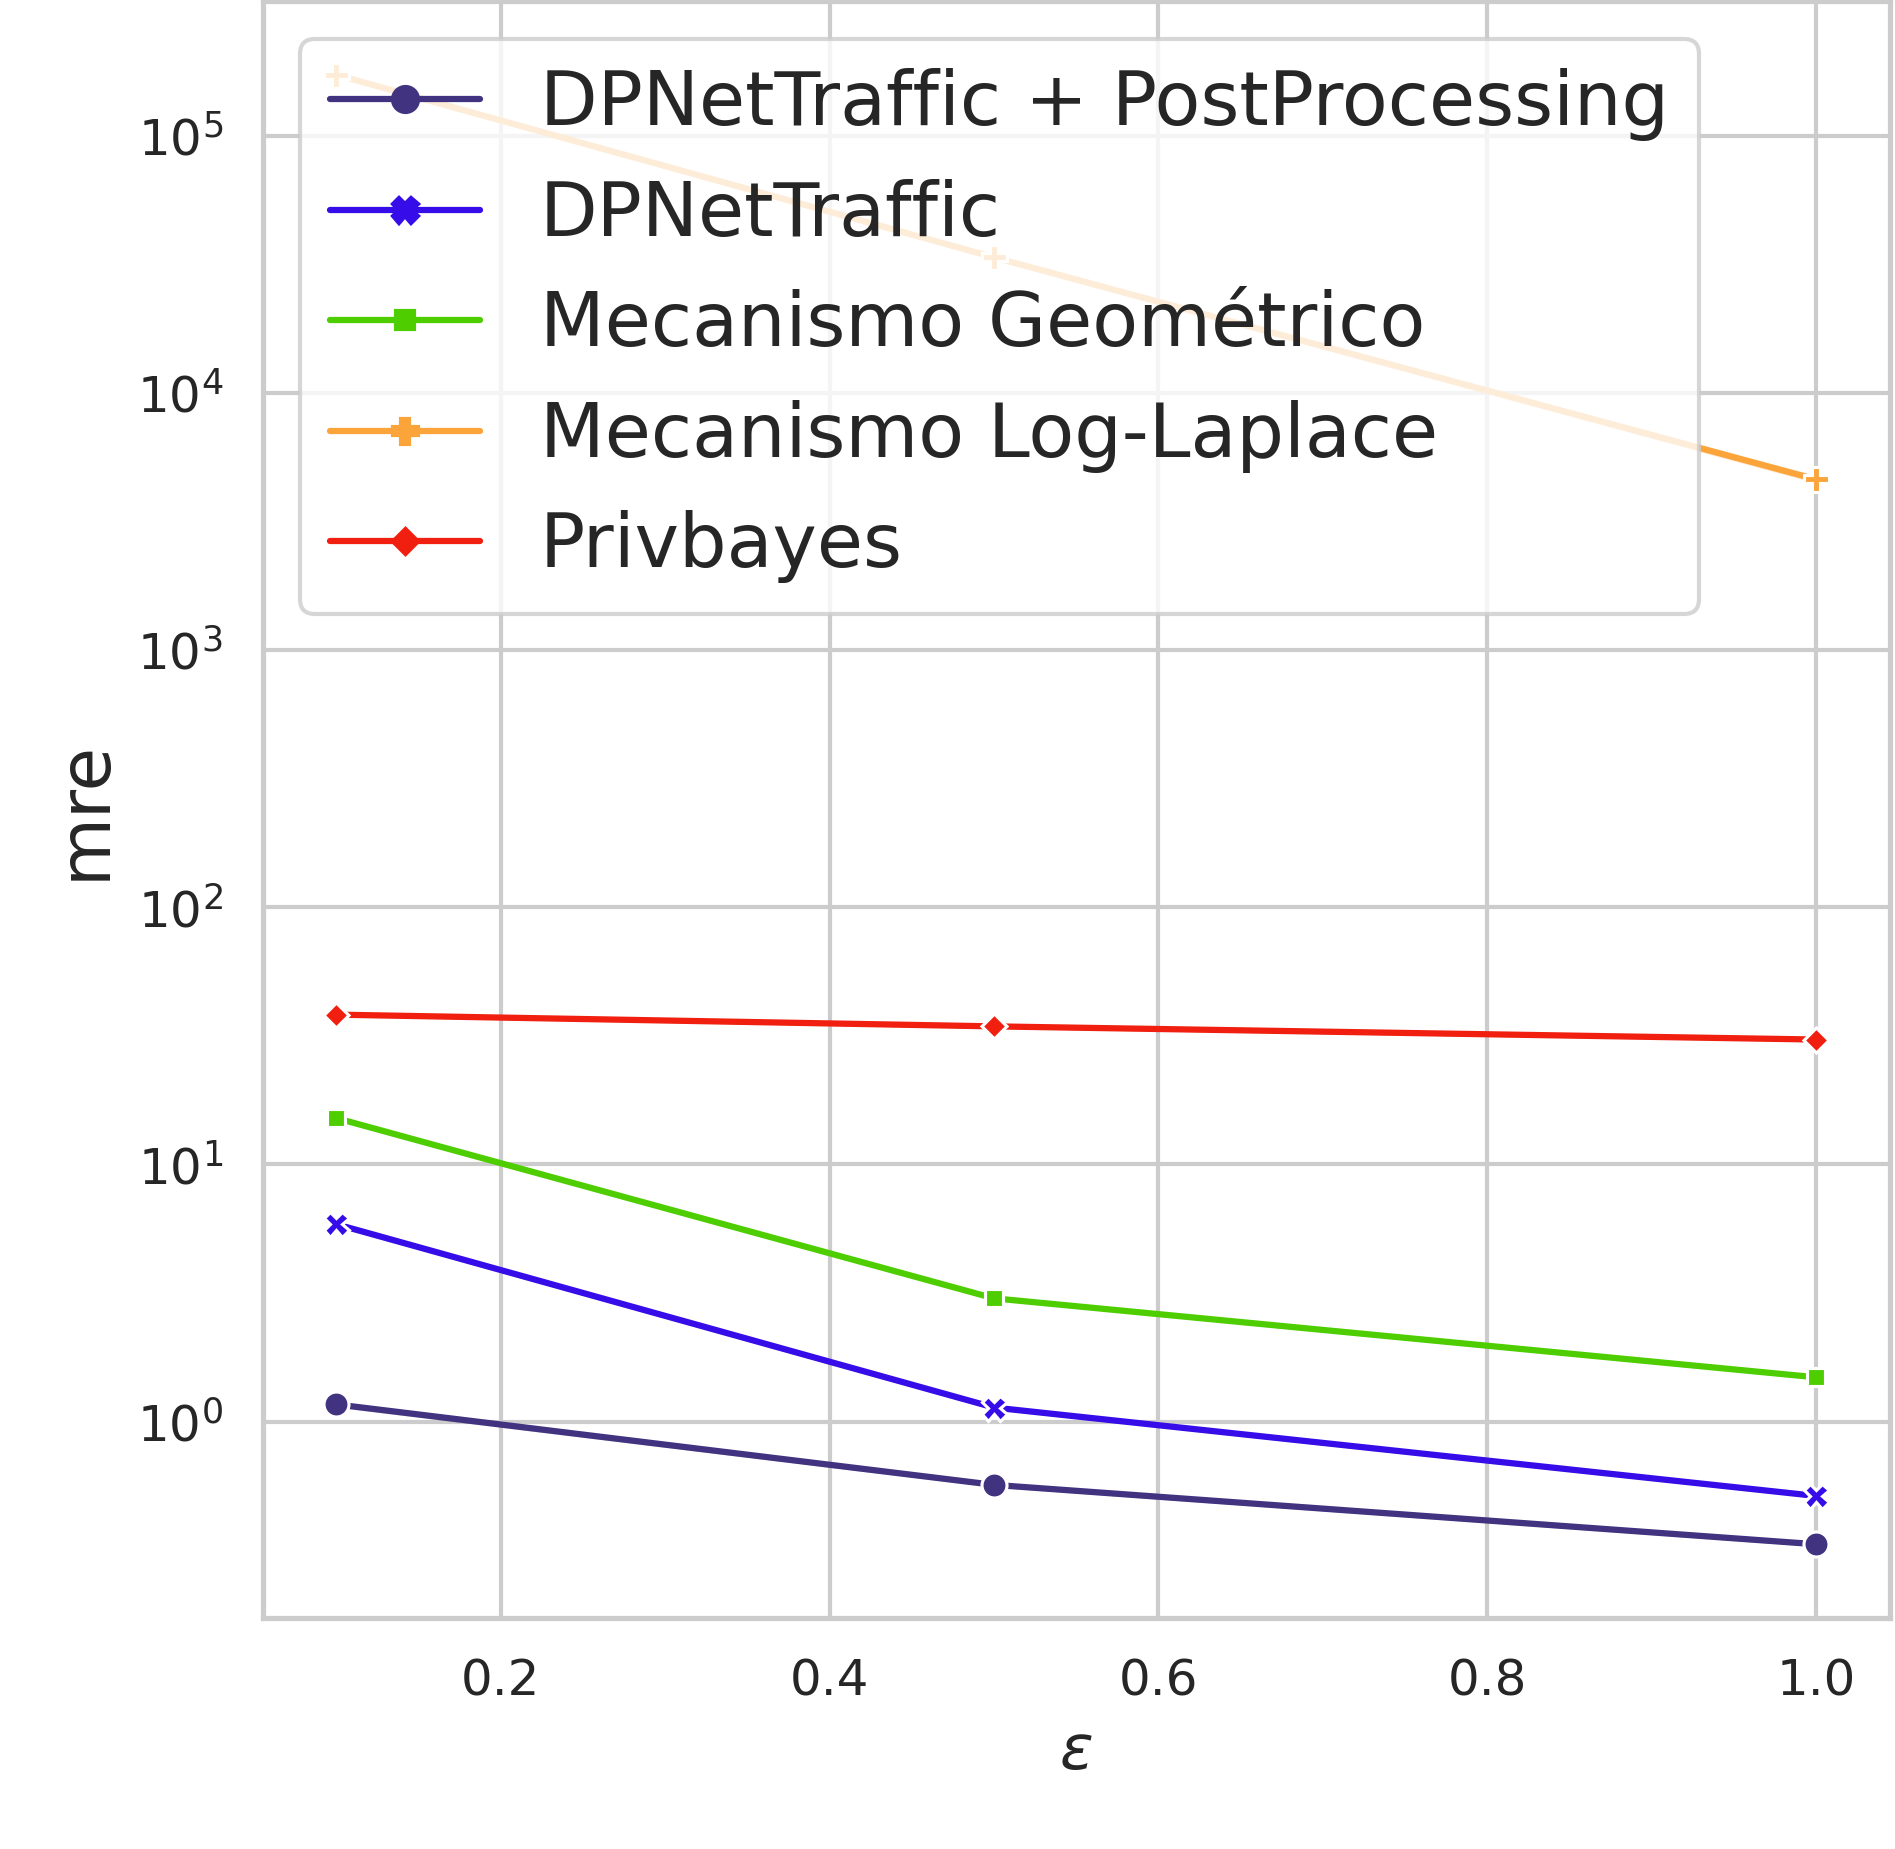 DPNetTraffic + PostProcessing
DPNetTraffic
Mecanismo Geométrico
Mecanismo Log-Laplace
Privbayes
10⁵
10⁴
10³
10²
10¹
10⁰
mre
0.2 0.4 0.6 0.8 1.0
ε